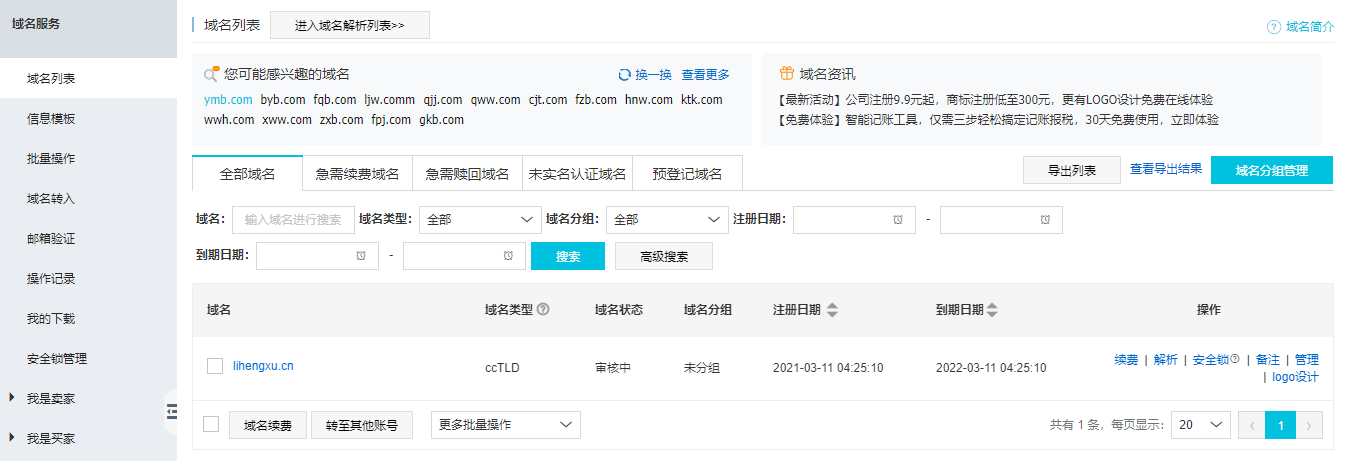 域名服务
域名列表
信息模板
批量操作
域名转入
邮箱验证
操作记录
我的下载
安全锁管理
我是卖家
我是买家
域名列表 进入域名解析列表>> ? 域名简介
您可能感兴趣的域名 换一换 查看更多
ymb.com byb.com fqb.com ljw.comm qjj.com qww.com cjt.com fzb.com hnw.com ktk.com
wwh.com xww.com zxb.com fpj.com gkb.com
域名资讯
【最新活动】公司注册9.9元起，商标注册低至300元，更有LOGO设计免费在线体验
【免费体验】智能记账工具，仅需三步轻松搞定记账报税，30天免费使用，立即体验
全部域名 急需续费域名 急需赎回域名 未实名认证域名 预登记域名 导出列表 查看导出结果 域名分组管理
域名： 输入域名进行搜索 域名类型： 全部 域名分组： 全部 注册日期： -
到期日期： - 搜索 高级搜索
域名 域名类型 ? 域名状态 域名分组 注册日期 到期日期 操作
lihengxu.cn ccTLD 审核中 未分组 2021-03-11 04:25:10 2022-03-11 04:25:10 续费 | 解析 | 安全锁? | 备注 | 管理
| logo设计
域名续费 转至其他账号 更多批量操作 共有 1 条，每页显示： 20 ‹ 1 ›